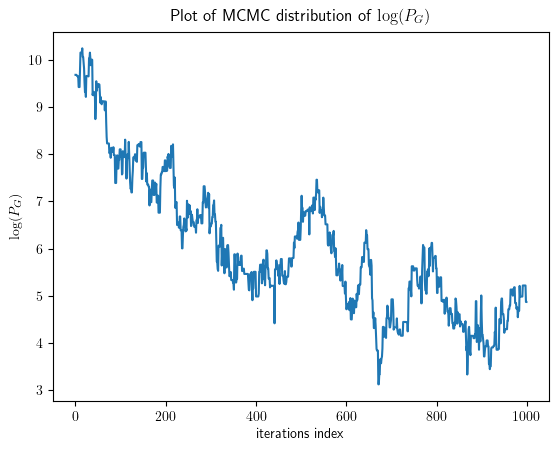 Plot of MCMC distribution of log(P_G)
log(P_G)
10
9
8
7
6
5
4
3
0 200 400 600 800 1000
iterations index